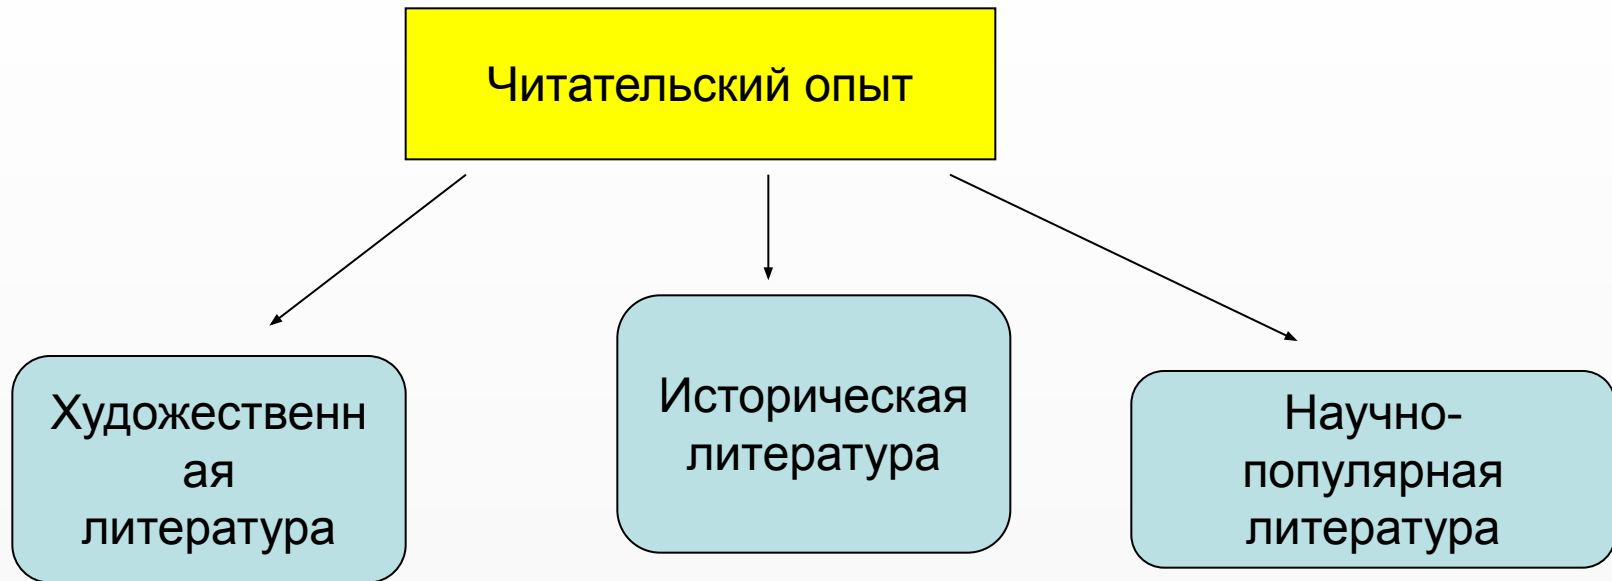 Читательский опыт
Художественн
ая
литература
Историческая
литература
Научно-
популярная
литература